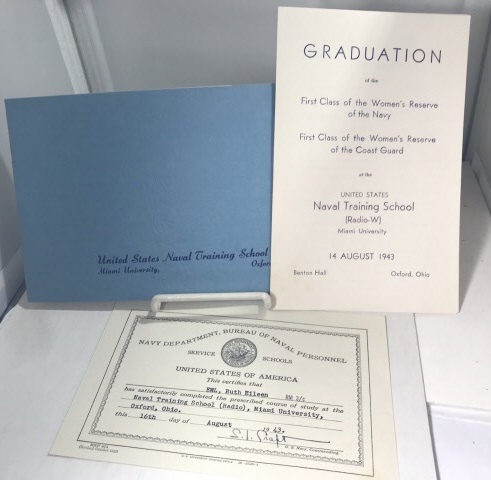 GRADUATION
of the
First Class of the Women's Reserve
of the Navy
First Class of the Women's Reserve
of the Coast Guard
at the
UNITED STATES
Naval Training School
(Radio-W)
Miami University
14 AUGUST 1943
Benton Hall Oxford, Ohio
United States Naval Training School
Miami University, Oxfor
NAVY DEPARTMENT, BUREAU OF NAVAL PERSONNEL
SERVICE SCHOOLS
UNITED STATES OF AMERICA
This certifies that
Ruth Eileen
has satisfactorily completed the prescribed course of study at the
Naval Training School (Radio), Miami University,
Oxford, Ohio.
this 16th day of August 1943.
U. S. Navy, Commanding